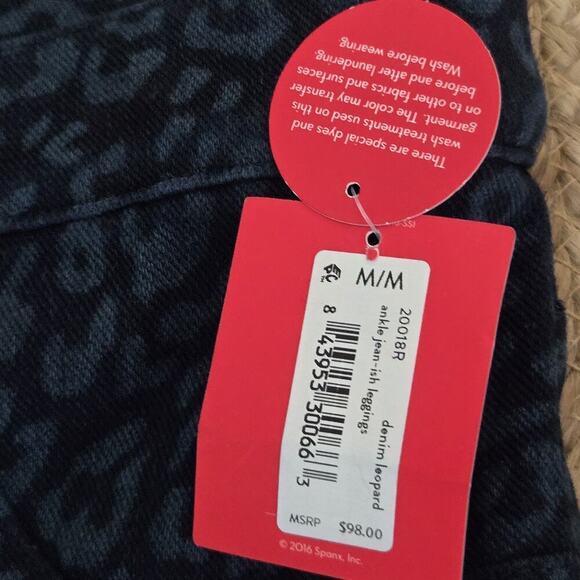 There are special dyes and
wash treatments used on this
garment. The color may transfer
on to other fabrics and surfaces
before and after laundering.
Wash before wearing
M/M
20018R
ankle jean-ish leggings
denim leopard
8 43953 30066 3
MSRP $98.00
© 2016 Spanx, Inc.